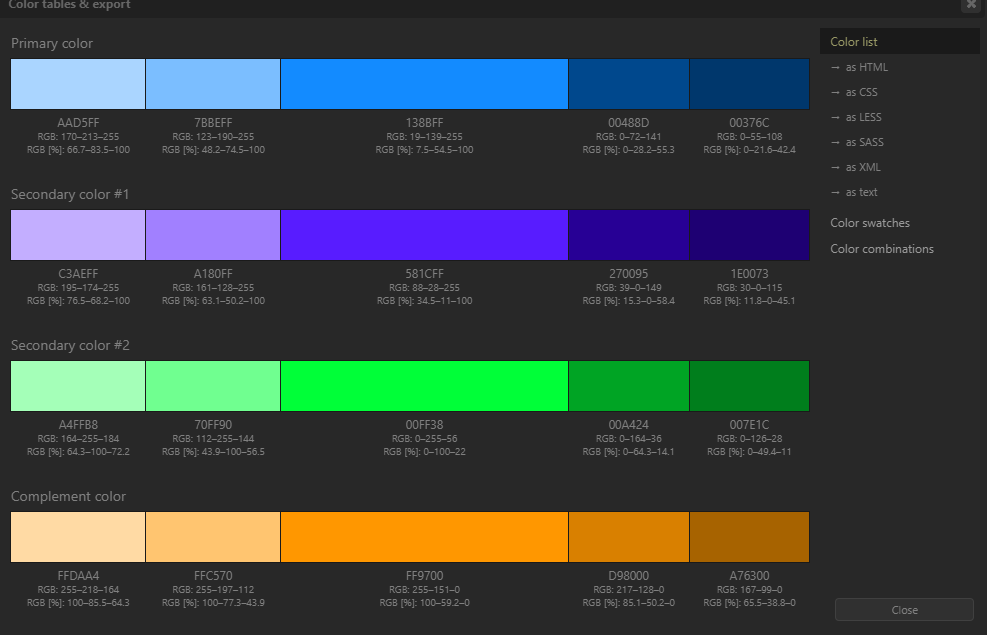 Color tables & export
Primary color
AAD5FF
RGB: 170–213–255
RGB [%]: 66.7–83.5–100
7BBEFF
RGB: 123–190–255
RGB [%]: 48.2–74.5–100
138BFF
RGB: 19–139–255
RGB [%]: 7.5–54.5–100
00488D
RGB: 0–72–141
RGB [%]: 0–28.2–55.3
00376C
RGB: 0–55–108
RGB [%]: 0–21.6–42.4
Secondary color #1
C3AEFF
RGB: 195–174–255
RGB [%]: 76.5–68.2–100
A180FF
RGB: 161–128–255
RGB [%]: 63.1–50.2–100
581CFF
RGB: 88–28–255
RGB [%]: 34.5–11–100
270095
RGB: 39–0–149
RGB [%]: 15.3–0–58.4
1E0073
RGB: 30–0–115
RGB [%]: 11.8–0–45.1
Secondary color #2
A4FFB8
RGB: 164–255–184
RGB [%]: 64.3–100–72.2
70FF90
RGB: 112–255–144
RGB [%]: 43.9–100–56.5
00FF38
RGB: 0–255–56
RGB [%]: 0–100–22
00A424
RGB: 0–164–36
RGB [%]: 0–64.3–14.1
007E1C
RGB: 0–126–28
RGB [%]: 0–49.4–11
Complement color
FFDAA4
RGB: 255–218–164
RGB [%]: 100–85.5–64.3
FFC570
RGB: 255–197–112
RGB [%]: 100–77.3–43.9
FF9700
RGB: 255–151–0
RGB [%]: 100–59.2–0
D98000
RGB: 217–128–0
RGB [%]: 85.1–50.2–0
A76300
RGB: 167–99–0
RGB [%]: 65.5–38.8–0
Color list
→ as HTML
→ as CSS
→ as LESS
→ as SASS
→ as XML
→ as text
Color swatches
Color combinations
Close